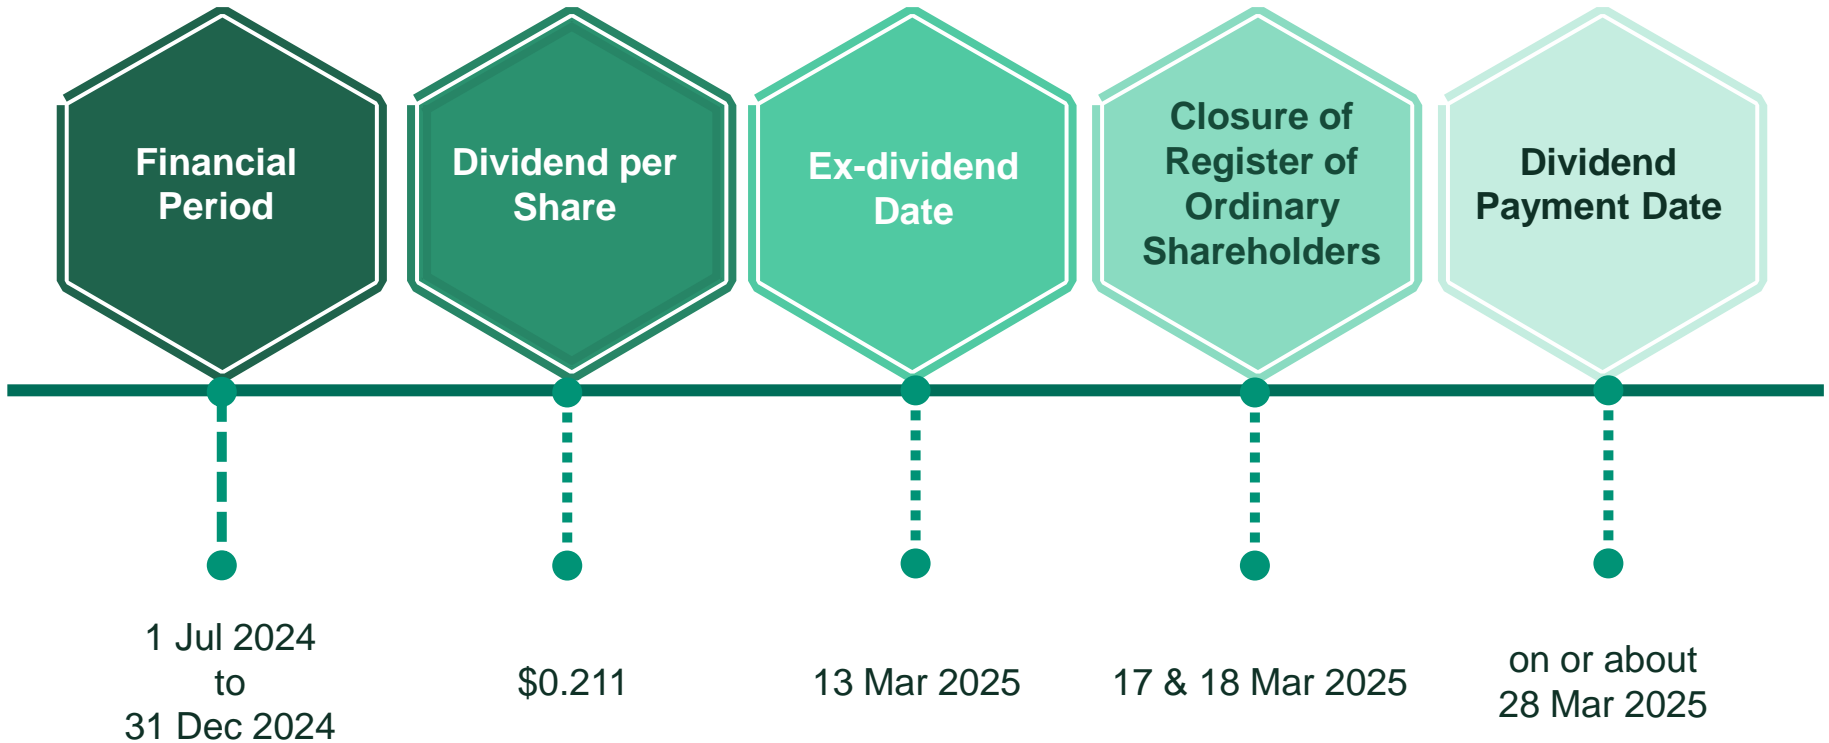 Financial
Period
Dividend per
Share
Ex-dividend
Date
Closure of
Register of
Ordinary
Shareholders
Dividend
Payment Date
1 Jul 2024
to
31 Dec 2024
$0.211
13 Mar 2025
17 & 18 Mar 2025
on or about
28 Mar 2025